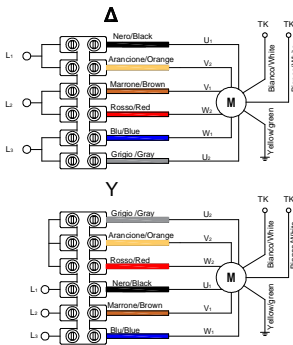 Δ
TK TK
Nero/Black U₁
L₁
Arancione/Orange V₂
Marrone/Brown V₁
L₂
Rosso/Red W₂
M
Bianco/White
Blu/Blue W₁
L₃
Grigio /Gray U₂
Yellow/green
Y
TK TK
Grigio /Gray U₂
Arancione/Orange V₂
Bianco/White
Rosso/Red W₂
M
L₁ Nero/Black U₁
L₂ Marrone/Brown V₁
L₃ Blu/Blue W₁
Yellow/green